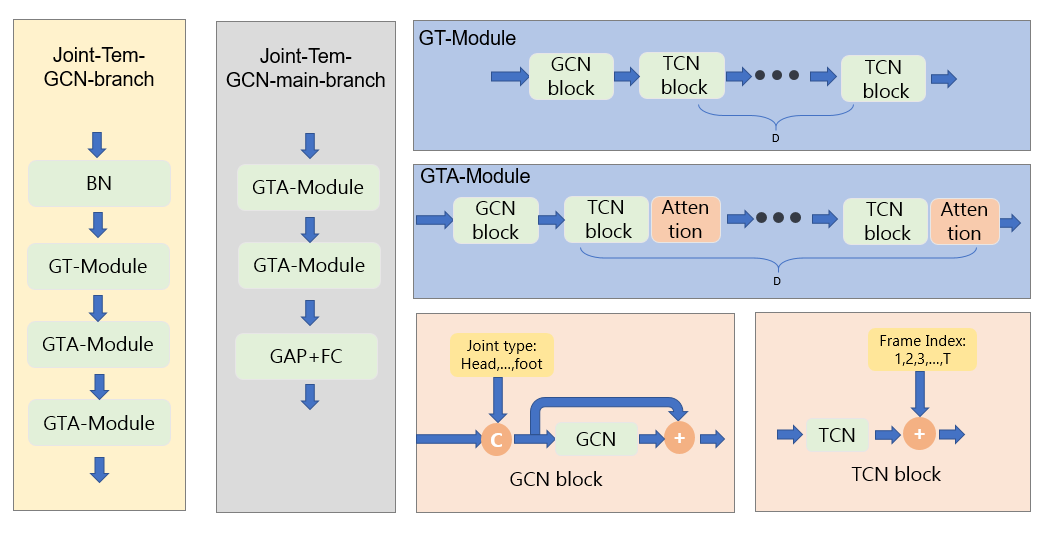 Joint-Tem-
GCN-branch
BN
GT-Module
GTA-Module
GTA-Module
Joint-Tem-
GCN-main-branch
GTA-Module
GTA-Module
GAP+FC
GT-Module
GCN
block
TCN
block
TCN
block
D
GTA-Module
GCN
block
TCN
block
Atten
tion
TCN
block
Atten
tion
D
Joint type:
Head,...,foot
C
GCN
+
GCN block
Frame Index:
1,2,3,...,T
TCN
+
TCN block